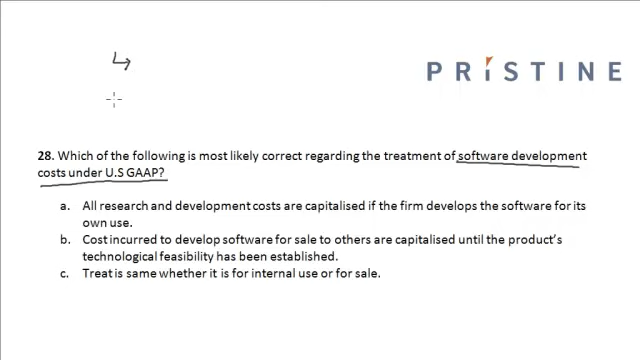 PRiSTINE
28. Which of the following is most likely correct regarding the treatment of software development
costs under U.S GAAP?
a. All research and development costs are capitalised if the firm develops the software for its
own use.
b. Cost incurred to develop software for sale to others are capitalised until the product's
technological feasibility has been established.
c. Treat is same whether it is for internal use or for sale.